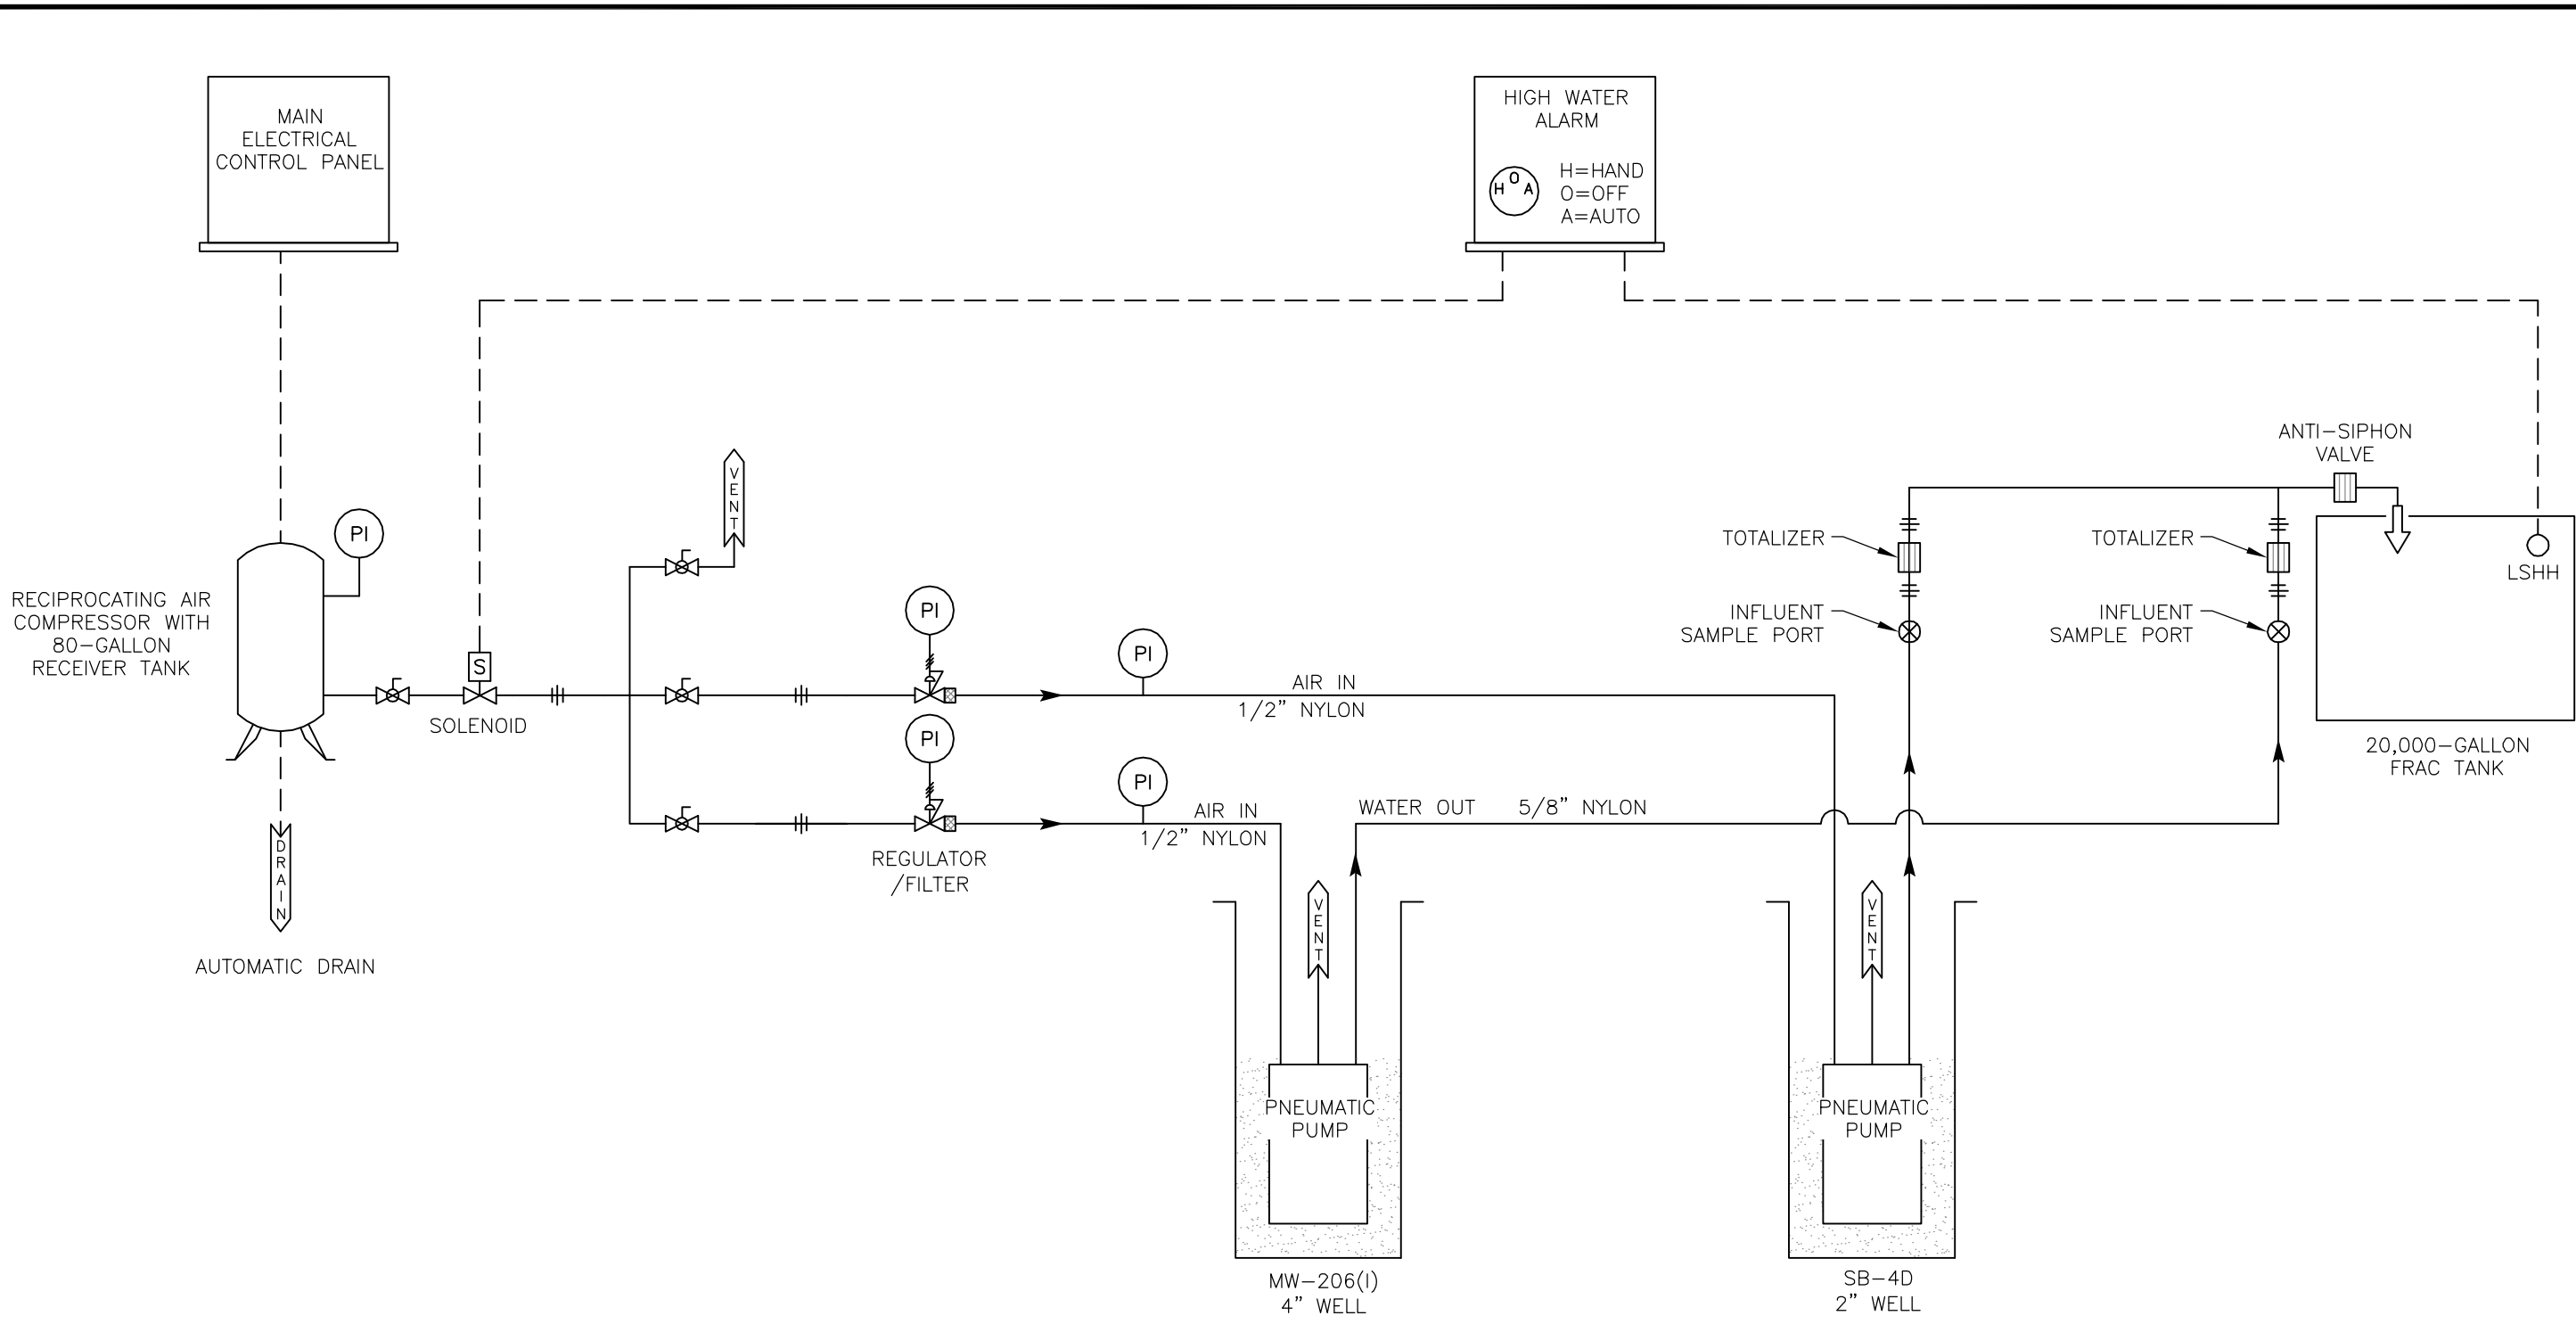 MAIN
ELECTRICAL
CONTROL PANEL
HIGH WATER
ALARM
H O A
H=HAND
O=OFF
A=AUTO
ANTI-SIPHON
VALVE
VENT
PI
TOTALIZER
TOTALIZER
LSHH
RECIPROCATING AIR
COMPRESSOR WITH
80-GALLON
RECEIVER TANK
PI
INFLUENT
SAMPLE PORT
INFLUENT
SAMPLE PORT
S
PI
SOLENOID
AIR IN
1/2" NYLON
PI
20,000-GALLON
FRAC TANK
PI
AIR IN
1/2" NYLON
WATER OUT 5/8" NYLON
REGULATOR
/FILTER
DRAIN
AUTOMATIC DRAIN
VENT
VENT
PNEUMATIC
PUMP
PNEUMATIC
PUMP
MW-206(I)
4" WELL
SB-4D
2" WELL